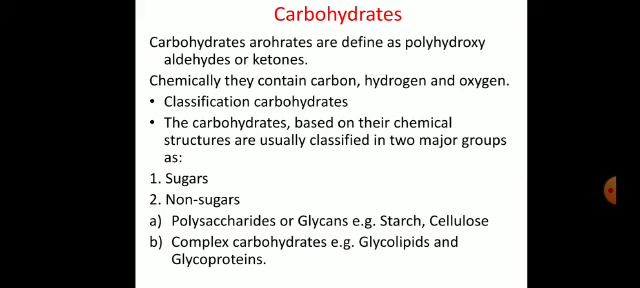 Carbohydrates
Carbohydrates arohrates are define as polyhydroxy
aldehydes or ketones.
Chemically they contain carbon, hydrogen and oxygen.
• Classification carbohydrates
• The carbohydrates, based on their chemical
structures are usually classified in two major groups
as:
1. Sugars
2. Non-sugars
a) Polysaccharides or Glycans e.g. Starch, Cellulose
b) Complex carbohydrates e.g. Glycolipids and
Glycoproteins.